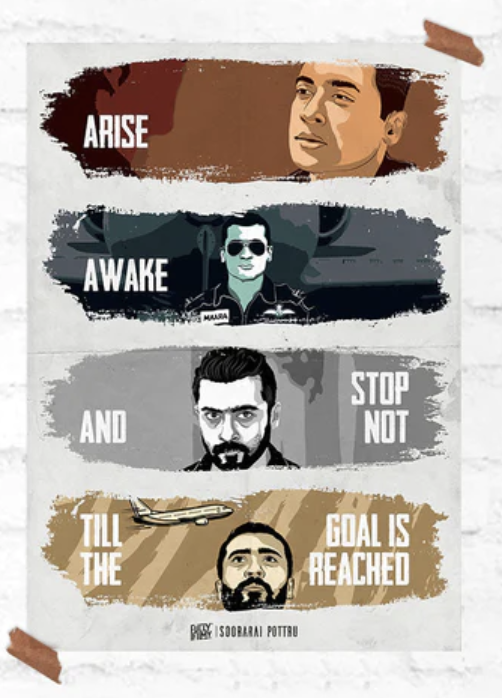 ARISE
AWAKE
MAARA
AND
STOP
NOT
TILL
THE
GOAL IS
REACHED
SOORARAI POTTRU